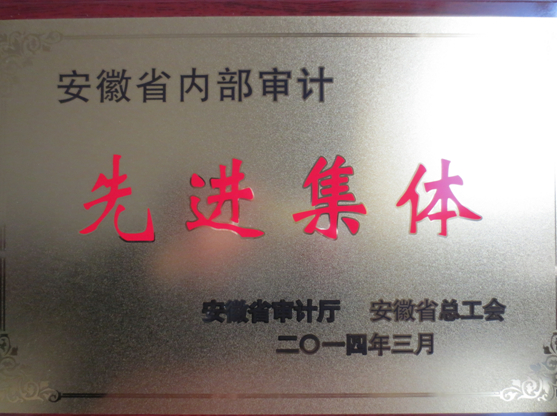 安徽省内部审计
先进集体
安徽省审计厅 安徽省总工会
二〇一四年三月